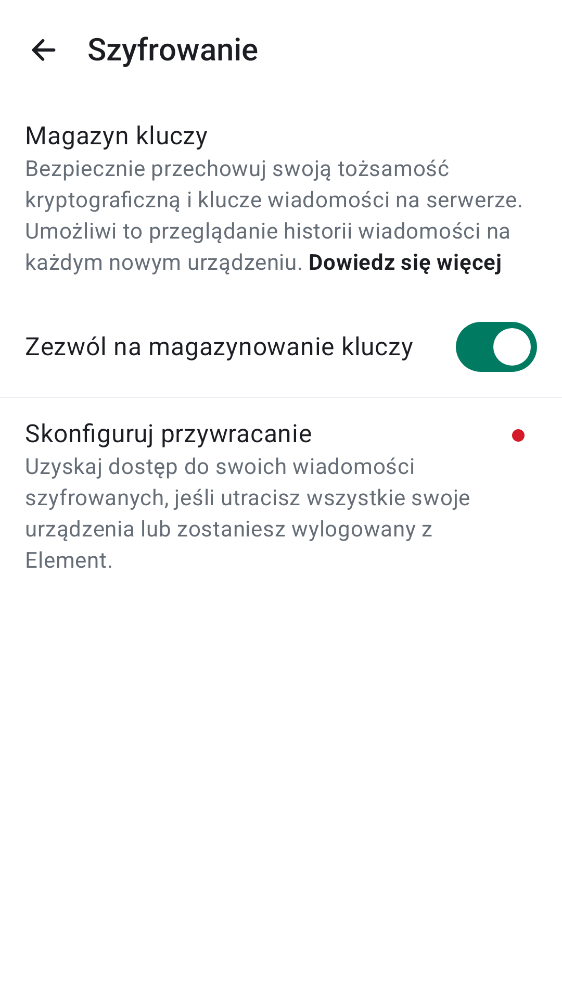 Szyfrowanie
Magazyn kluczy
Bezpiecznie przechowuj swoją tożsamość
kryptograficzną i klucze wiadomości na serwerze.
Umożliwi to przeglądanie historii wiadomości na
każdym nowym urządzeniu. Dowiedz się więcej
Zezwól na magazynowanie kluczy
Skonfiguruj przywracanie
Uzyskaj dostęp do swoich wiadomości
szyfrowanych, jeśli utracisz wszystkie swoje
urządzenia lub zostaniesz wylogowany z
Element.